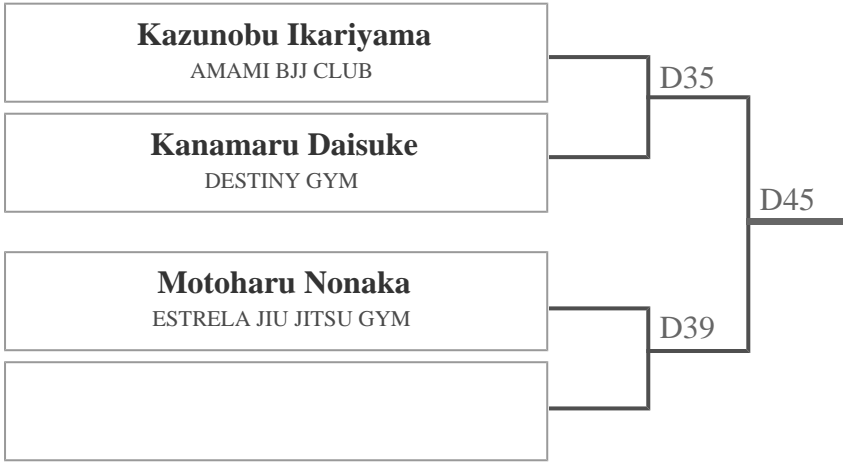 Kazunobu Ikariyama
AMAMI BJJ CLUB
D35
Kanamaru Daisuke
DESTINY GYM
D45
Motoharu Nonaka
ESTRELA JIU JITSU GYM
D39